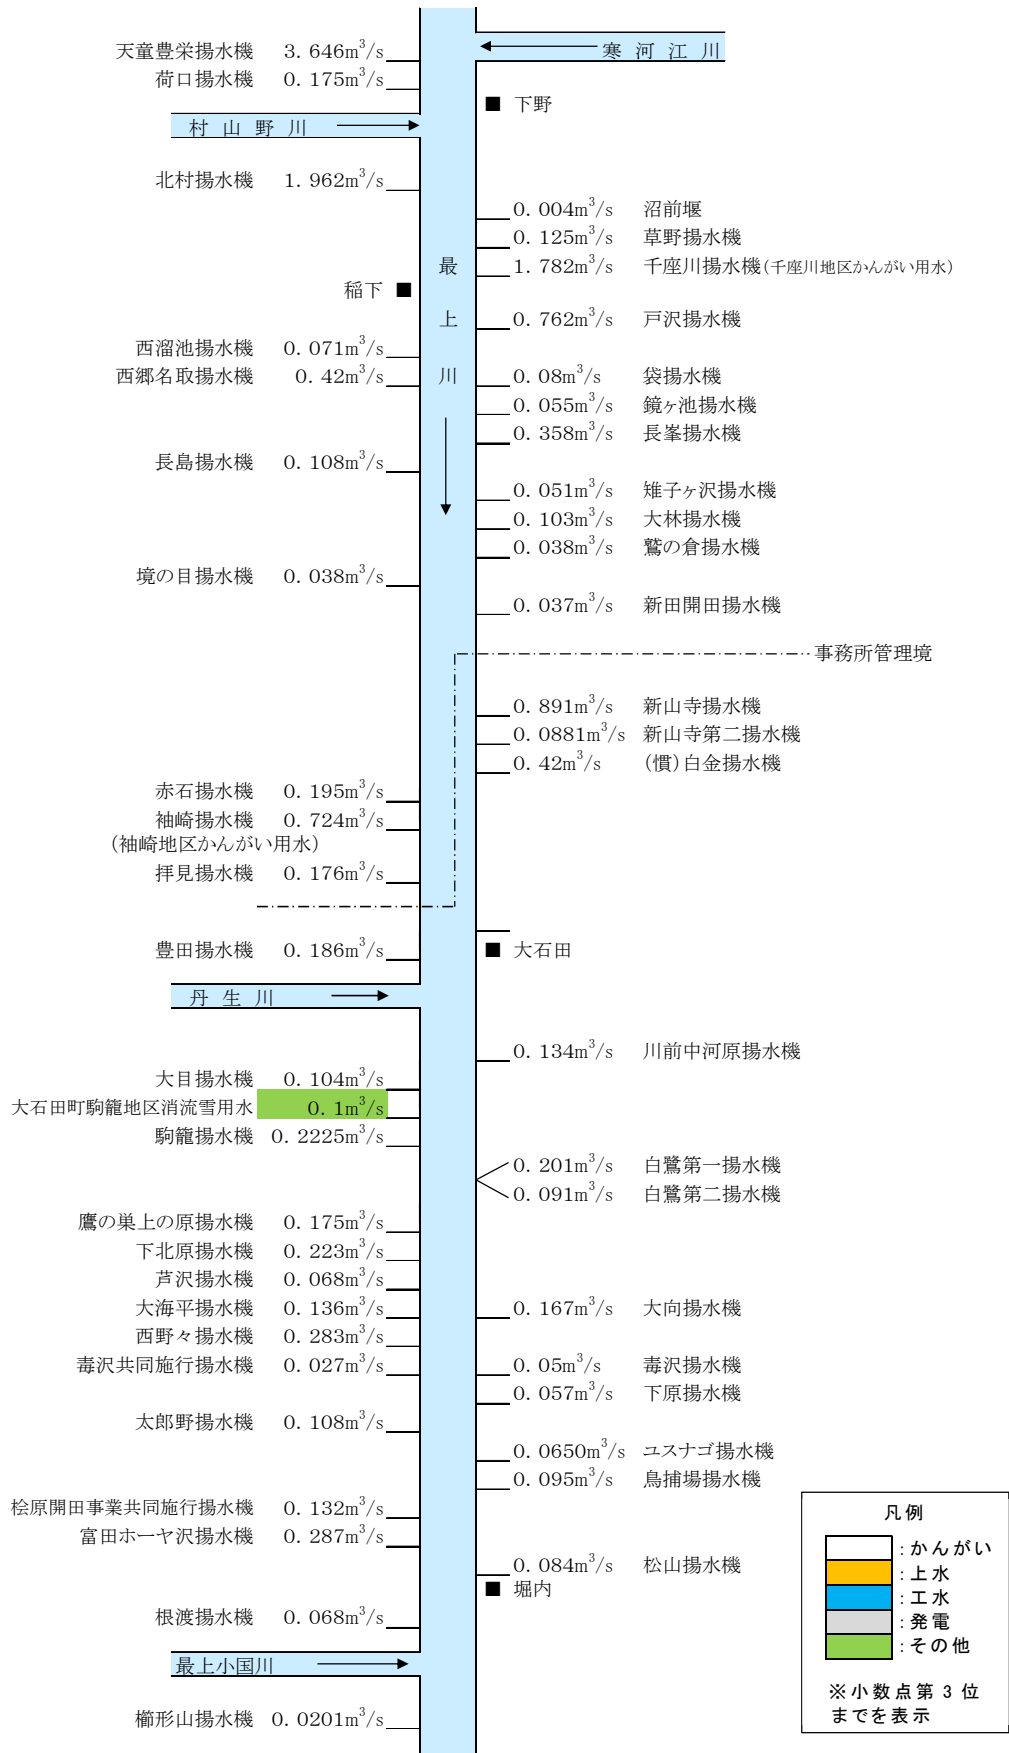 天童豊栄揚水機 3.646m³/s
寒河江川
荷口揚水機 0.175m³/s
■ 下野
村山野川
北村揚水機 1.962m³/s
0.004m³/s 沼前堰
0.125m³/s 草野揚水機
最上川
1.782m³/s 千座川揚水機(千座川地区かんがい用水)
稲下 ■
0.762m³/s 戸沢揚水機
西溜池揚水機 0.071m³/s
西郷名取揚水機 0.42m³/s
0.08m³/s 袋揚水機
0.055m³/s 鏡ヶ池揚水機
0.358m³/s 長峯揚水機
長島揚水機 0.108m³/s
0.051m³/s 雉子ヶ沢揚水機
0.103m³/s 大林揚水機
0.038m³/s 鷲の倉揚水機
境の目揚水機 0.038m³/s
0.037m³/s 新田開田揚水機
事務所管理境
0.891m³/s 新山寺揚水機
0.0881m³/s 新山寺第二揚水機
0.42m³/s (慣)白金揚水機
赤石揚水機 0.195m³/s
袖崎揚水機 0.724m³/s
(袖崎地区かんがい用水)
拝見揚水機 0.176m³/s
豊田揚水機 0.186m³/s
■ 大石田
丹生川
0.134m³/s 川前中河原揚水機
大目揚水機 0.104m³/s
大石田町駒籠地区消流雪用水 0.1m³/s
駒籠揚水機 0.2225m³/s
0.201m³/s 白鷺第一揚水機
0.091m³/s 白鷺第二揚水機
鷹の巣上の原揚水機 0.175m³/s
下北原揚水機 0.223m³/s
芦沢揚水機 0.068m³/s
大海平揚水機 0.136m³/s
0.167m³/s 大向揚水機
西野々揚水機 0.283m³/s
毒沢共同施行揚水機 0.027m³/s
0.05m³/s 毒沢揚水機
0.057m³/s 下原揚水機
太郎野揚水機 0.108m³/s
0.0650m³/s ユスナゴ揚水機
0.095m³/s 鳥捕場揚水機
桧原開田事業共同施行揚水機 0.132m³/s
富田ホーヤ沢揚水機 0.287m³/s
0.084m³/s 松山揚水機
■ 堀内
根渡揚水機 0.068m³/s
最上小国川
櫛形山揚水機 0.0201m³/s
凡例
:かんがい
:上水
:工水
:発電
:その他
※小数点第3位
までを表示